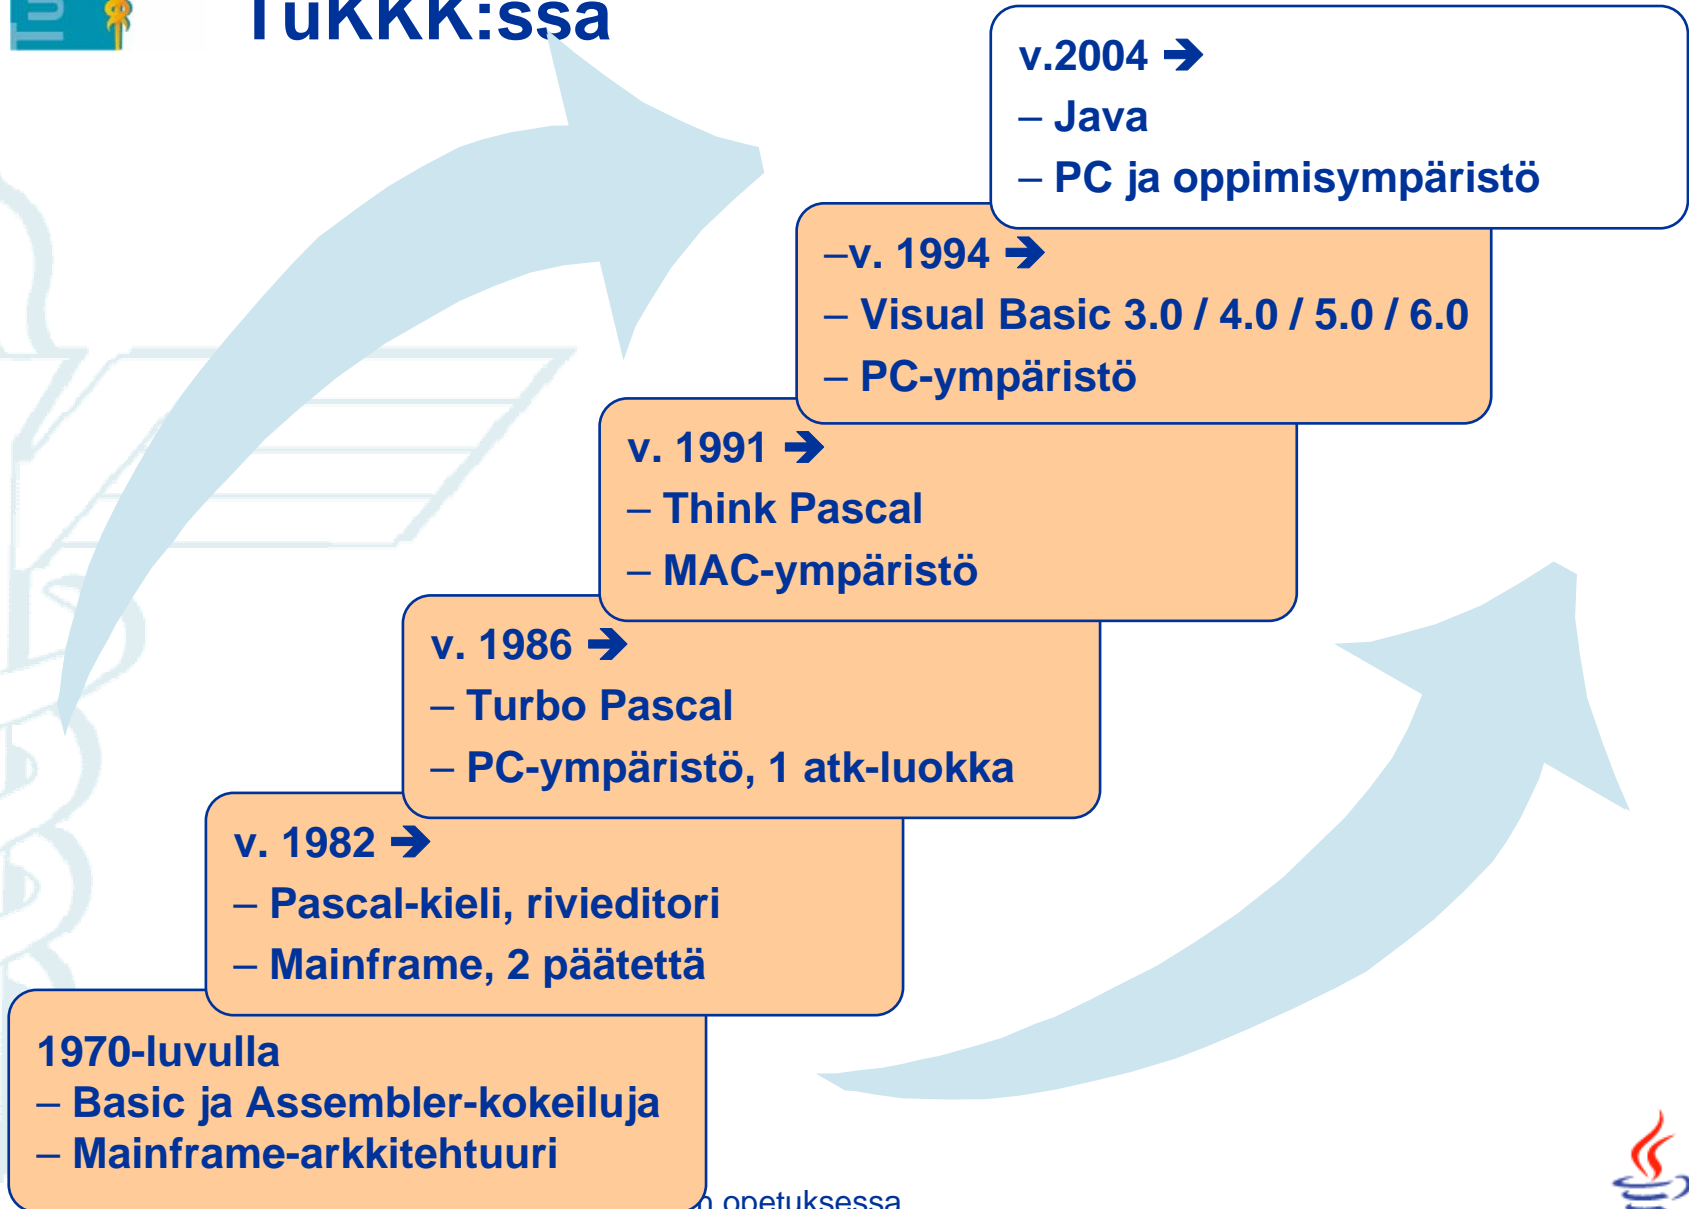 TuKKK:ssa
v.2004 ➔
– Java
– PC ja oppimisympäristö
–v. 1994 ➔
– Visual Basic 3.0 / 4.0 / 5.0 / 6.0
– PC-ympäristö
v. 1991 ➔
– Think Pascal
– MAC-ympäristö
v. 1986 ➔
– Turbo Pascal
– PC-ympäristö, 1 atk-luokka
v. 1982 ➔
– Pascal-kieli, rivieditori
– Mainframe, 2 päätettä
1970-luvulla
– Basic ja Assembler-kokeiluja
– Mainframe-arkkitehtuuri
opetuksessa